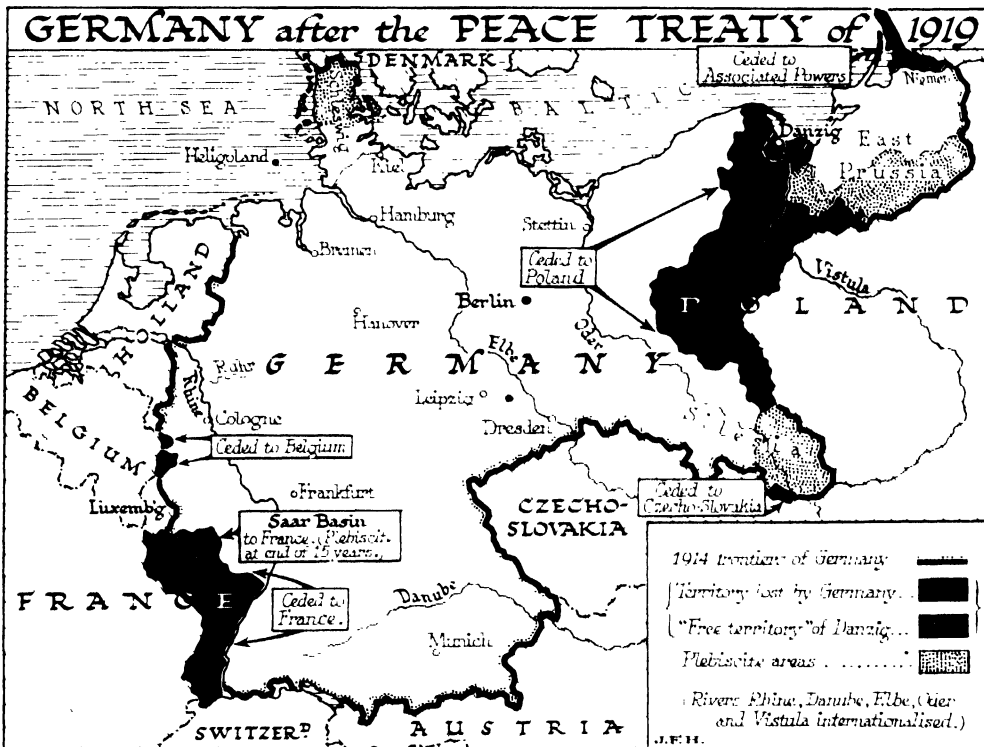 GERMANY after the PEACE TREATY of 1919
DENMARK
Ceded to
Associated Powers
Niemen
NORTH SEA
BALTIC
Danzig
East
Prussia
Heligoland
Kiel
Hamburg
Stettin
Bremen
Ceded to
Poland
Vistula
HOLLAND
Berlin
POLAND
Hanover
Oder
Elbe
Ruhr
GERMANY
Rhine
Leipzig
BELGIUM
Cologne
Dresden
Silesia
Ceded to Belgium
Frankfurt
Luxemb'g
Ceded to
Czecho-Slovakia
CZECHO-
SLOVAKIA
Saar Basin
to France. (Plebiscit.
at end of 15 years.)
FRANCE
Ceded to
France.
Danube
Munich
SWITZERD.
AUSTRIA
1914 frontiers of Germany
Territory lost by Germany...
"Free territory" of Danzig...
Plebiscite areas
(Rivers Rhine, Danube, Elbe, Oder
and Vistula internationalised.)
J.F.H.